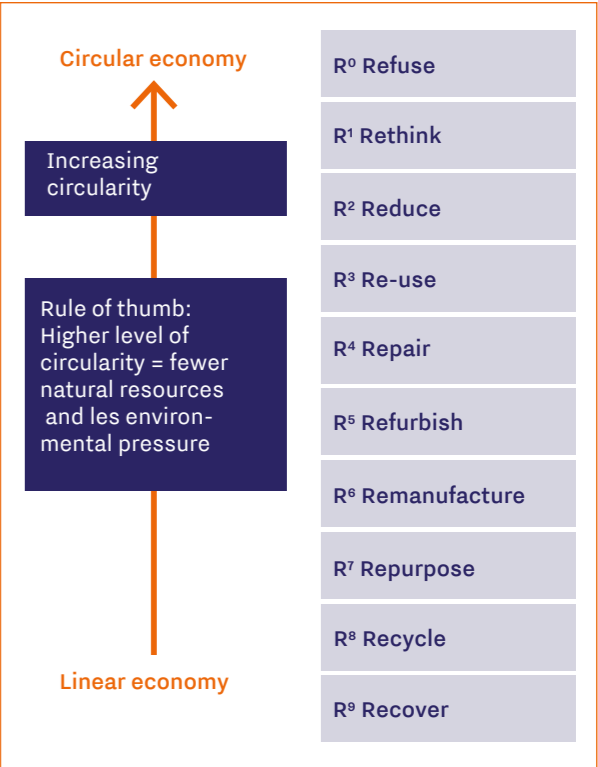 Circular economy
Increasing
circularity
Rule of thumb:
Higher level of
circularity = fewer
natural resources
and les environ-
mental pressure
Linear economy
R⁰ Refuse
R¹ Rethink
R² Reduce
R³ Re-use
R⁴ Repair
R⁵ Refurbish
R⁶ Remanufacture
R⁷ Repurpose
R⁸ Recycle
R⁹ Recover